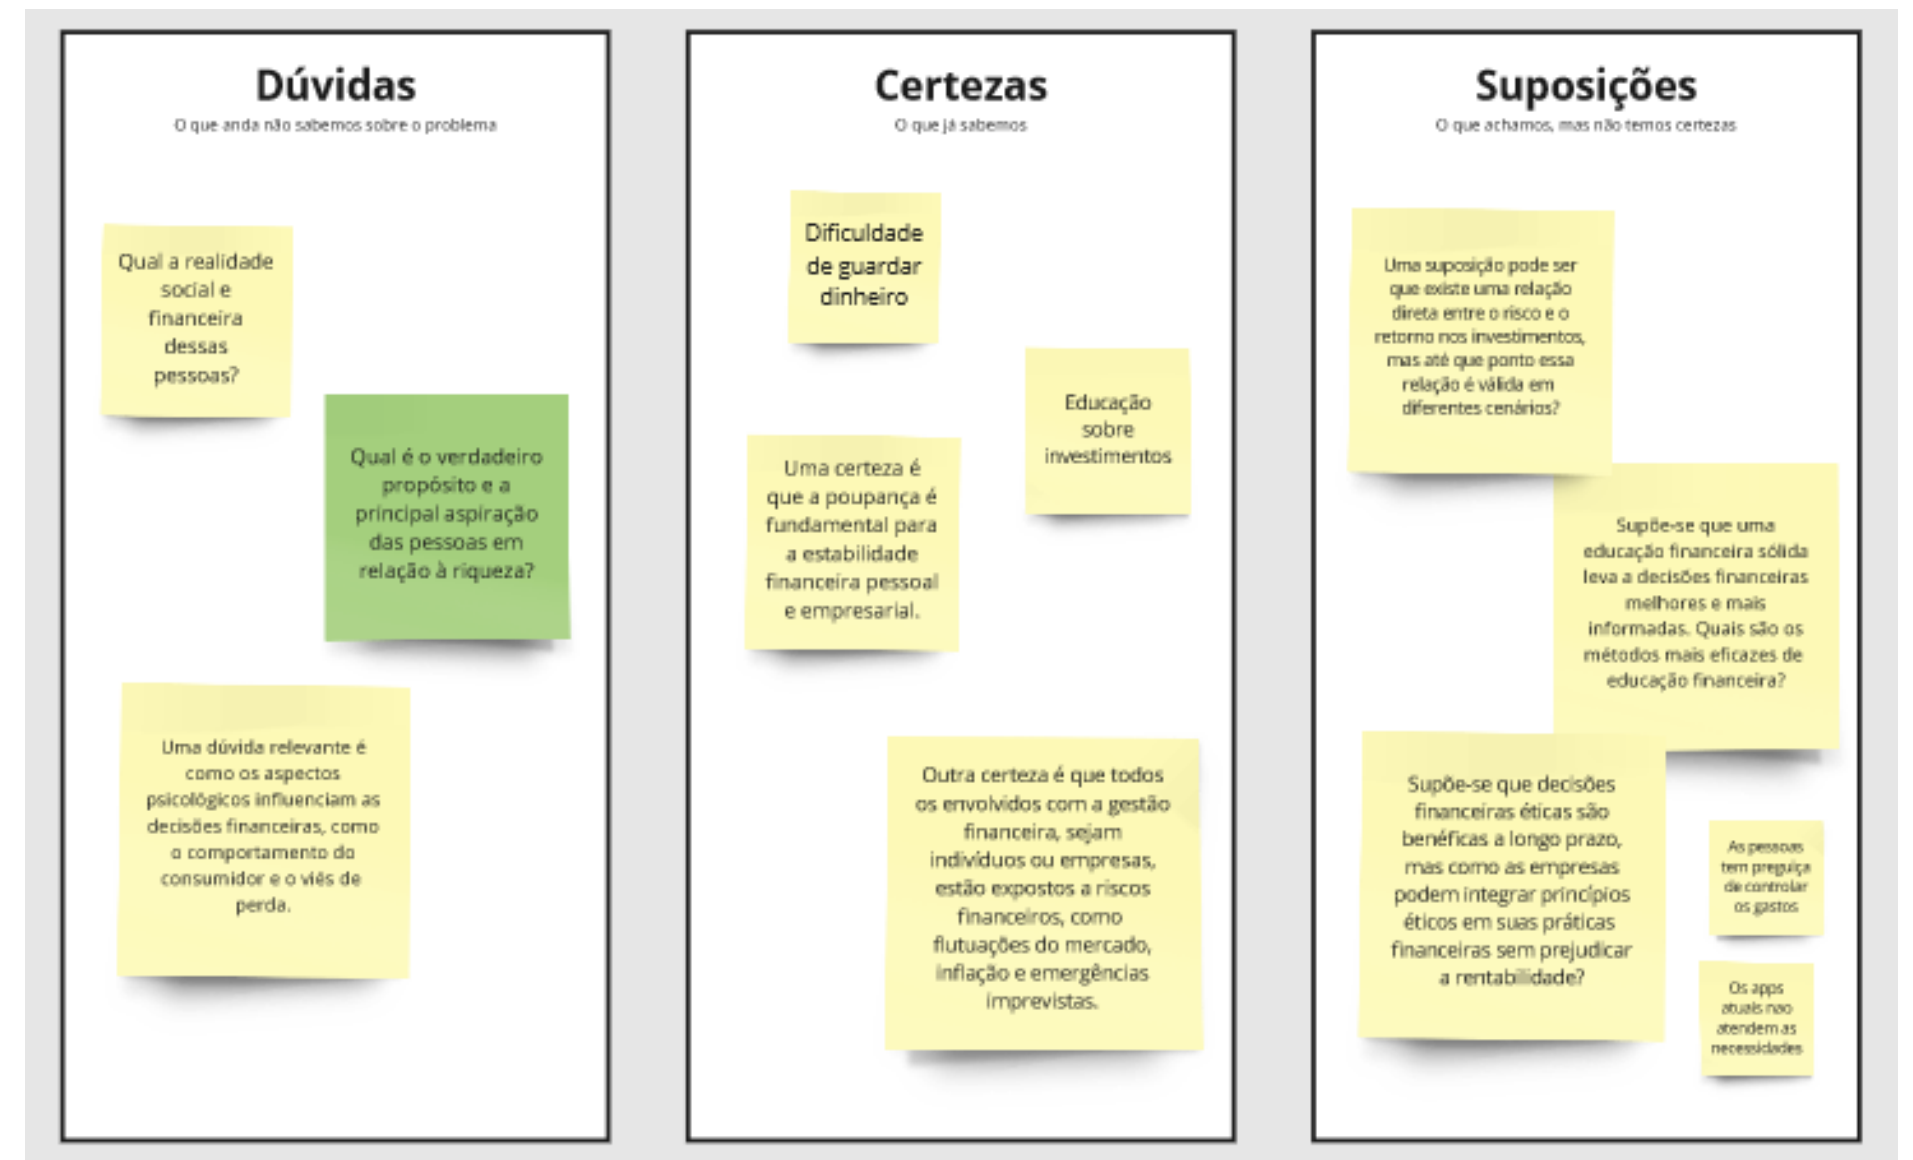 Dúvidas
O que anda não sabemos sobre o problema
Qual a realidade
social e
financeira
dessas
pessoas?
Qual é o verdadeiro
propósito e a
principal aspiração
das pessoas em
relação à riqueza?
Uma dúvida relevante é
como os aspectos
psicológicos influenciam as
decisões financeiras, como
o comportamento do
consumidor e o viés de
perda.
Certezas
O que já sabemos
Dificuldade
de guardar
dinheiro
Educação
sobre
investimentos
Uma certeza é
que a poupança é
fundamental para
a estabilidade
financeira pessoal
e empresarial.
Outra certeza é que todos
os envolvidos com a gestão
financeira, sejam
indivíduos ou empresas,
estão expostos a riscos
financeiros, como
flutuações do mercado,
inflação e emergências
imprevistas.
Suposições
O que achamos, mas não temos certezas
Uma suposição pode ser
que existe uma relação
direta entre o risco e o
retorno nos investimentos,
mas até que ponto essa
relação é válida em
diferentes cenários?
Supõe-se que uma
educação financeira sólida
leva a decisões financeiras
melhores e mais
informadas. Quais são os
métodos mais eficazes de
educação financeira?
Supõe-se que decisões
financeiras éticas são
benéficas a longo prazo,
mas como as empresas
podem integrar princípios
éticos em suas práticas
financeiras sem prejudicar
a rentabilidade?
As pessoas
tem preguiça
de controlar
os gastos
Os apps
atuais nao
atendem as
necessidades